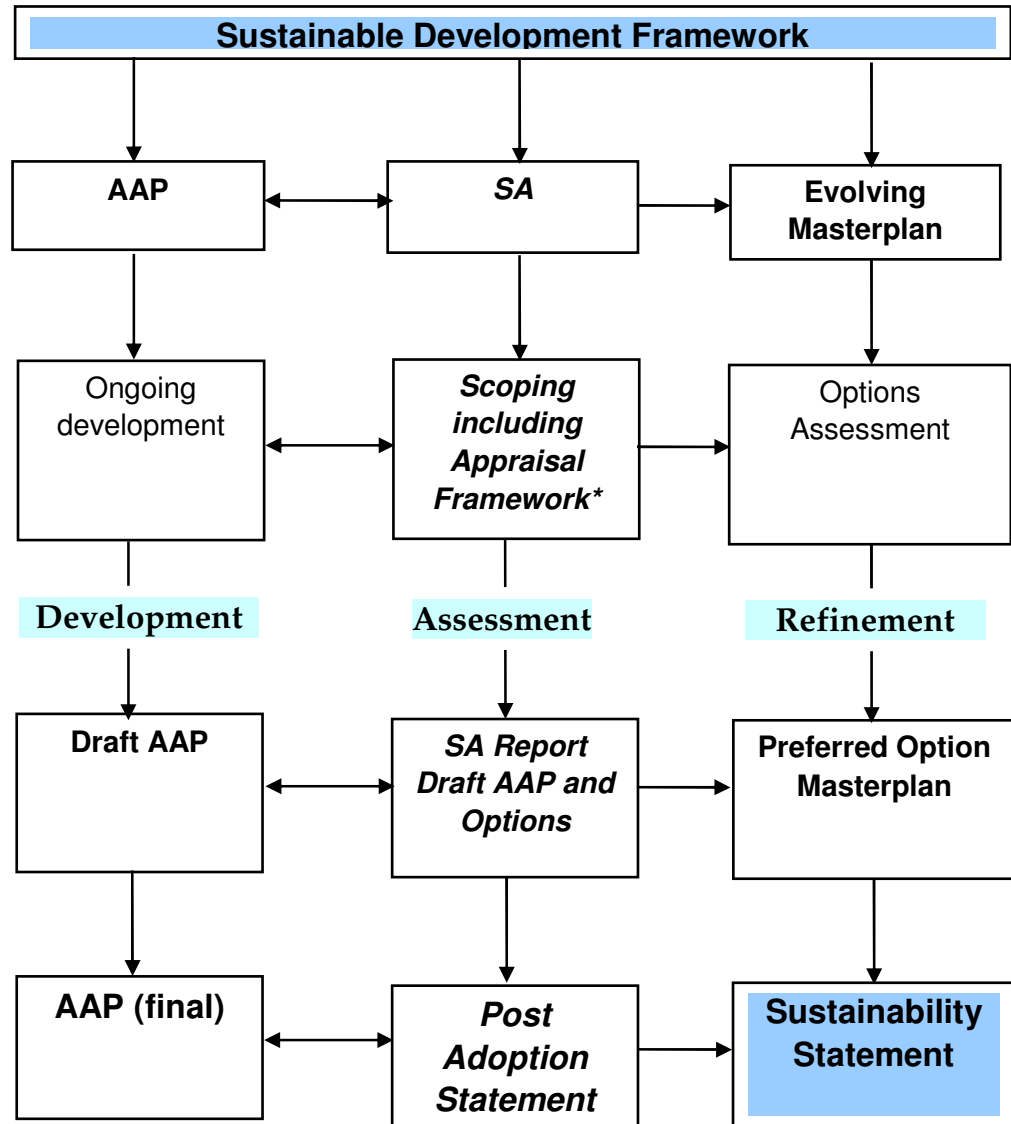 Sustainable Development Framework
AAP
SA
Evolving
Masterplan
Ongoing
development
Scoping
including
Appraisal
Framework*
Options
Assessment
Development
Assessment
Refinement
Draft AAP
SA Report
Draft AAP and
Options
Preferred Option
Masterplan
AAP (final)
Post
Adoption
Statement
Sustainability
Statement